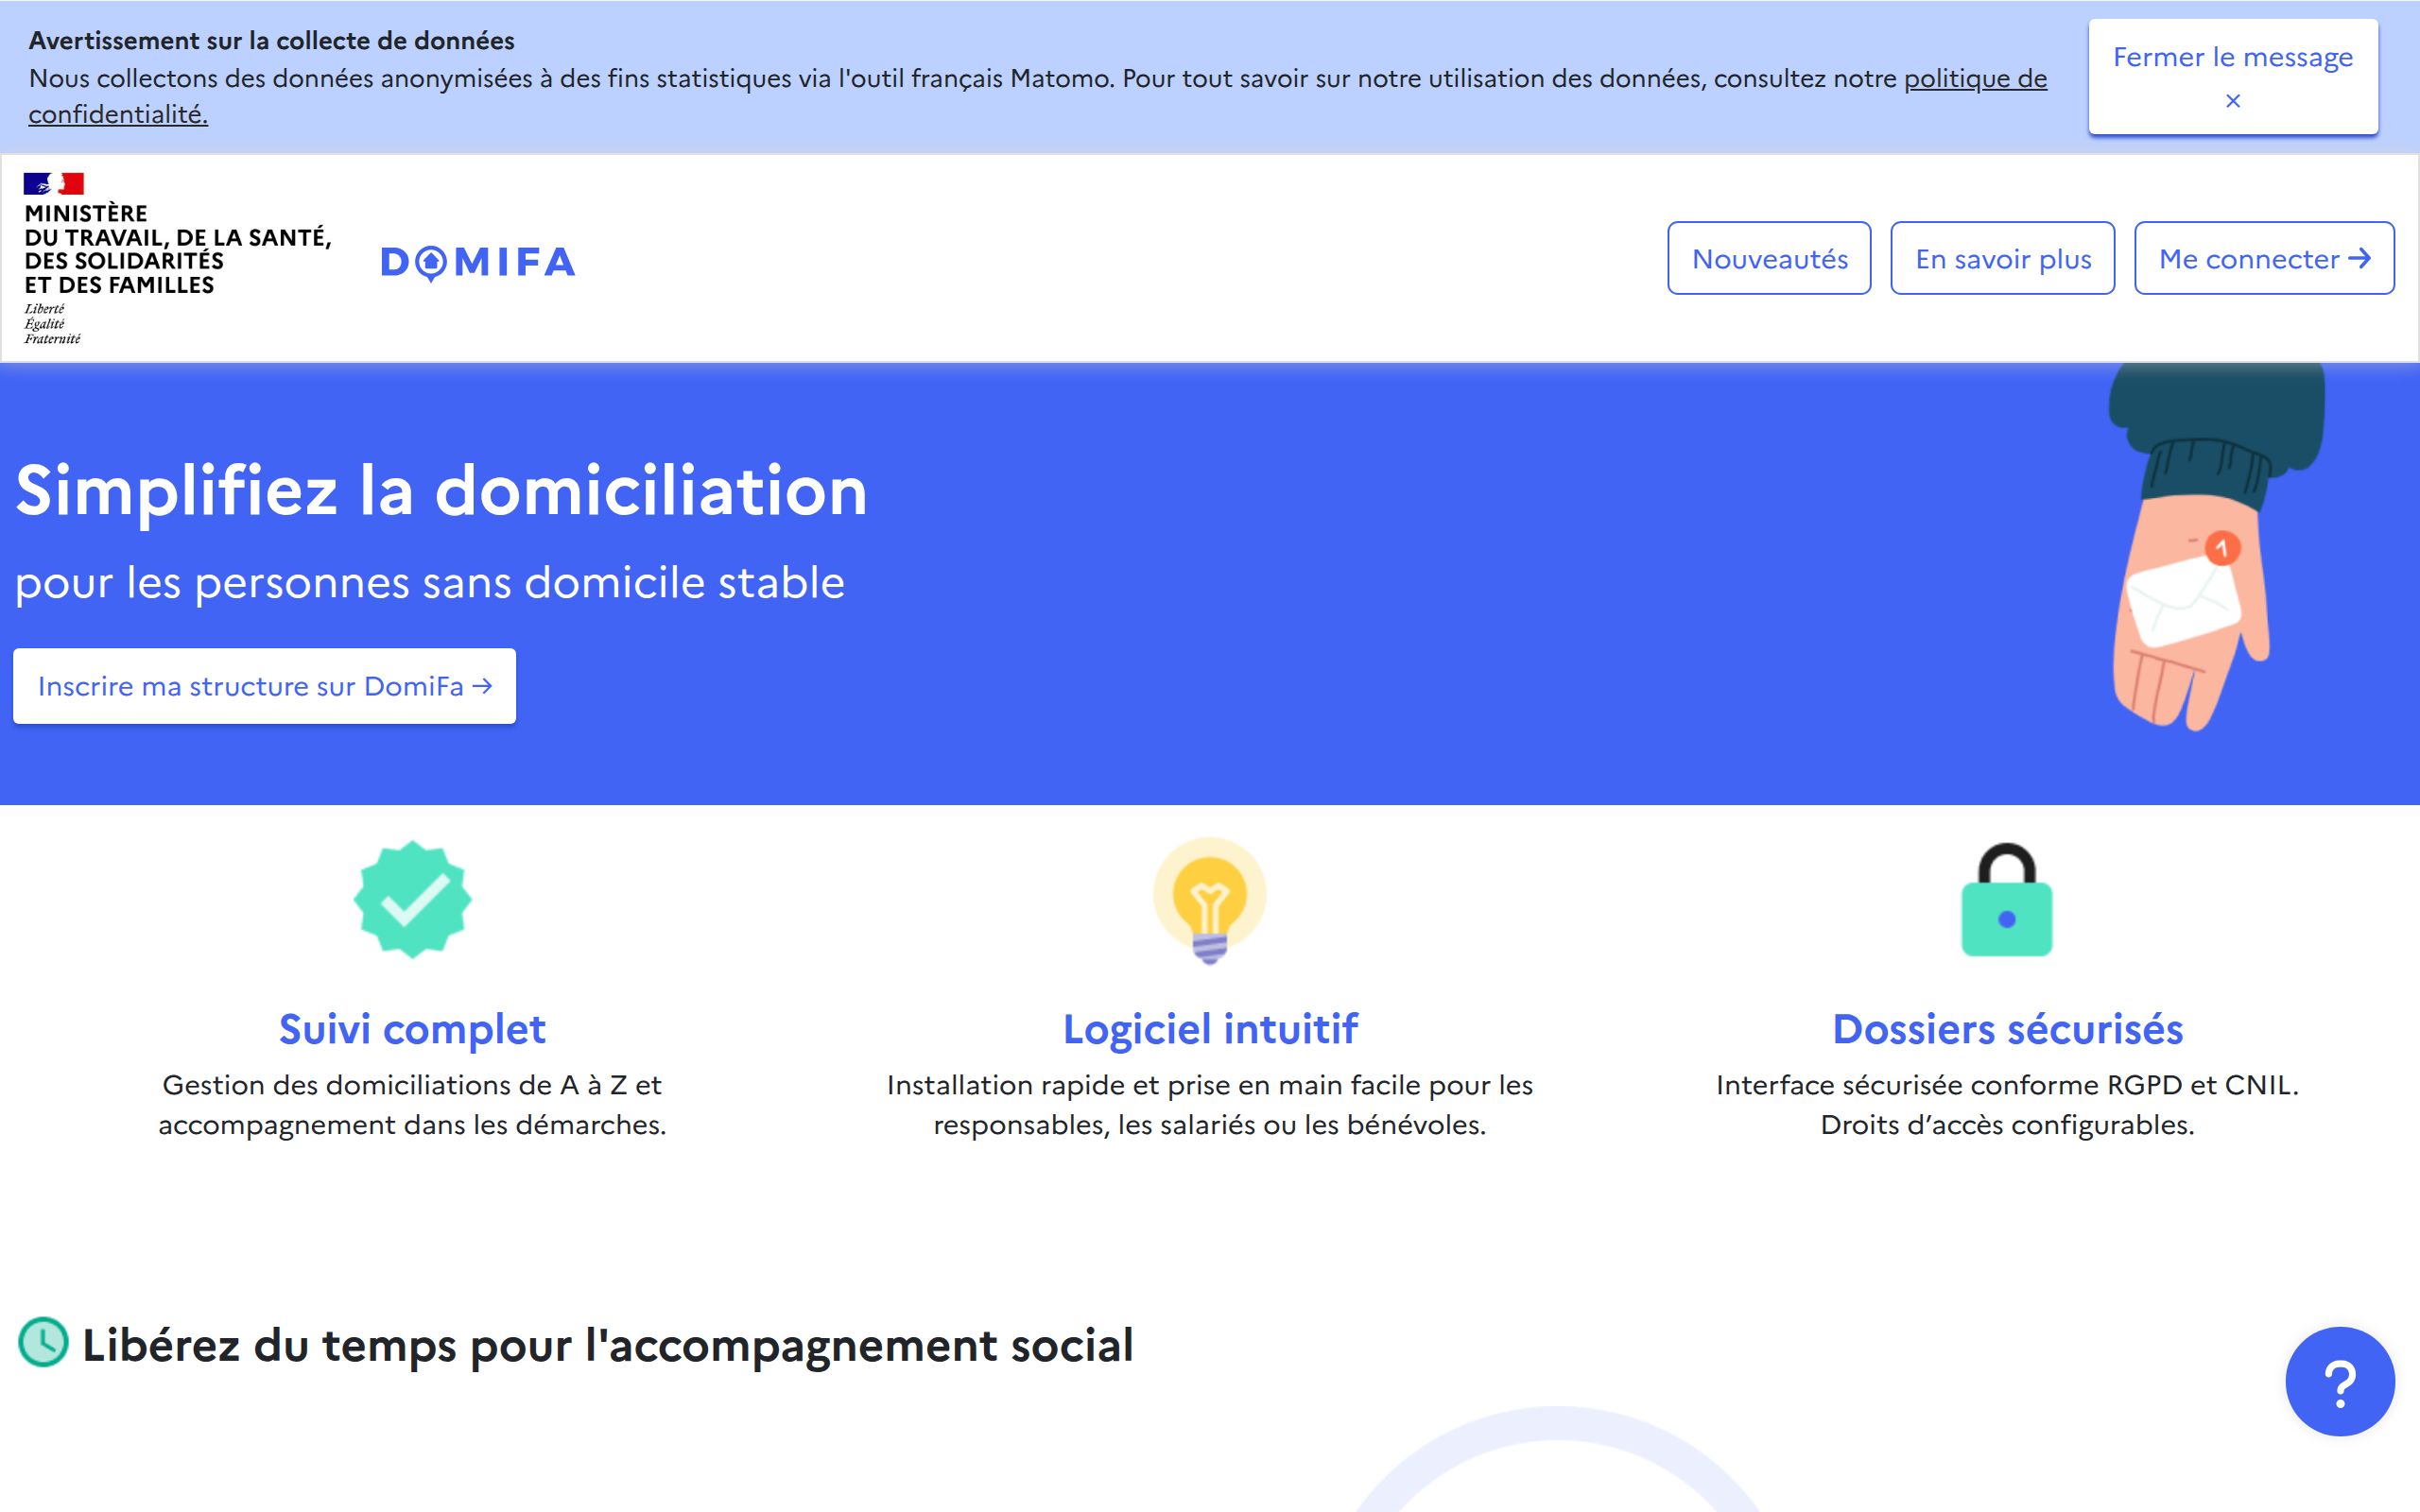 Avertissement sur la collecte de données
Nous collectons des données anonymisées à des fins statistiques via l'outil français Matomo. Pour tout savoir sur notre utilisation des données, consultez notre politique de
confidentialité.
Fermer le message
×
MINISTÈRE
DU TRAVAIL, DE LA SANTÉ,
DES SOLIDARITÉS
ET DES FAMILLES
Liberté
Égalité
Fraternité
DOMIFA
Nouveautés
En savoir plus
Me connecter →
Simplifiez la domiciliation
pour les personnes sans domicile stable
Inscrire ma structure sur DomiFa →
1
Suivi complet
Gestion des domiciliations de A à Z et
accompagnement dans les démarches.
Logiciel intuitif
Installation rapide et prise en main facile pour les
responsables, les salariés ou les bénévoles.
Dossiers sécurisés
Interface sécurisée conforme RGPD et CNIL.
Droits d’accès configurables.
Libérez du temps pour l'accompagnement social
?